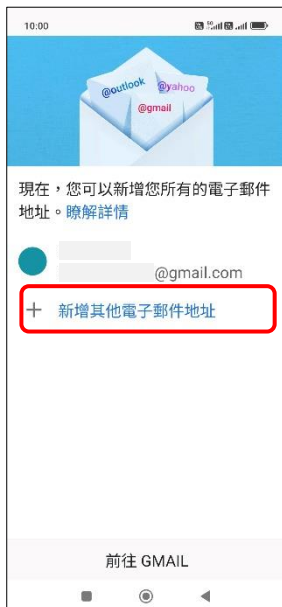 10:00
@outlook
@yahoo
@gmail
現在，您可以新增您所有的電子郵件
地址。瞭解詳情
@gmail.com
+ 新增其他電子郵件地址
前往 GMAIL